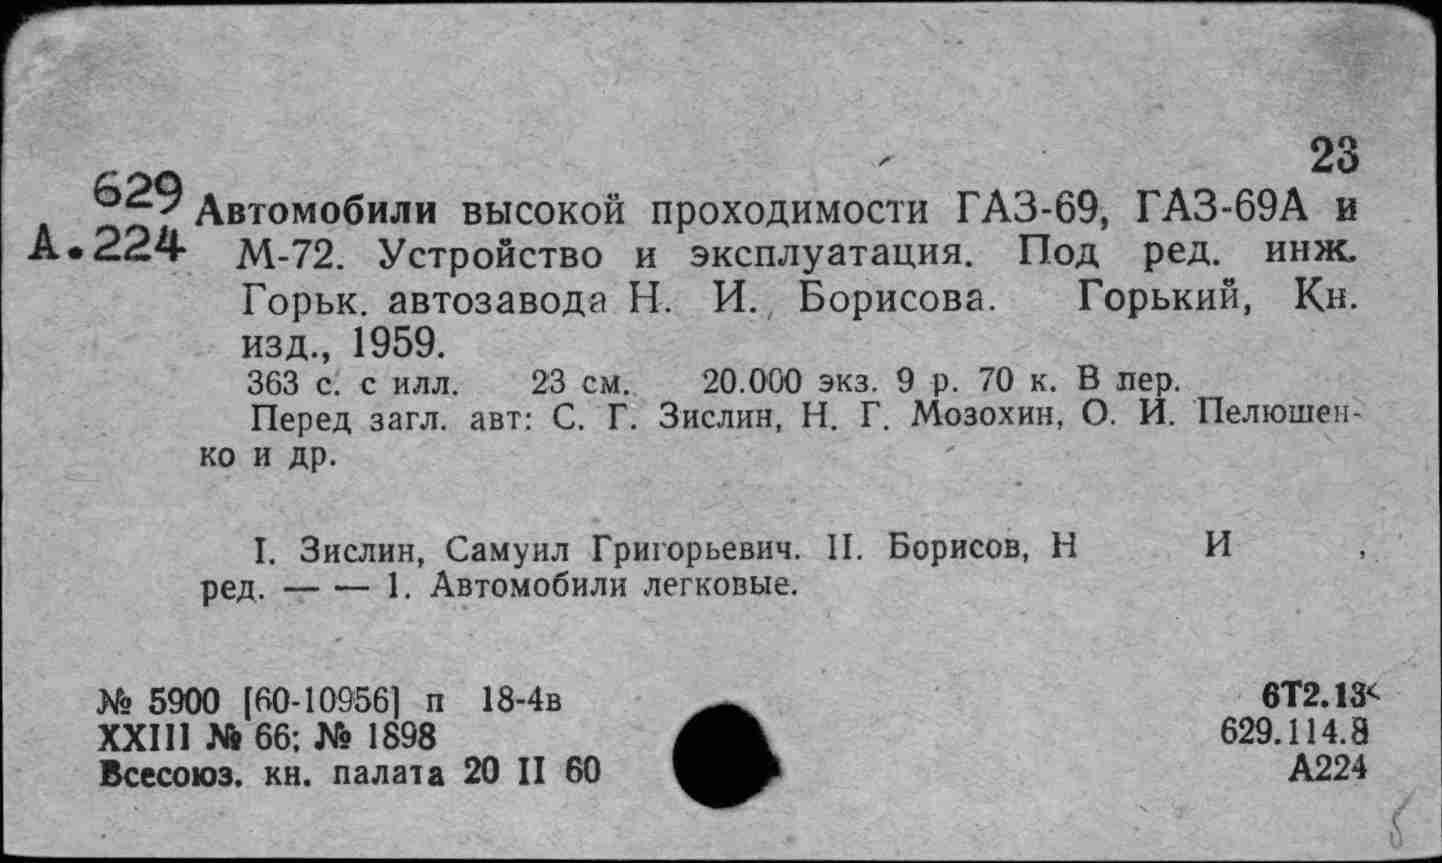 23
629 Автомобили высокой проходимости ГАЗ-69, ГАЗ-69А и
А.224 М-72. Устройство и эксплуатация. Под ред. инж.
Горьк. автозавода Н. И. Борисова. Горький, Кн.
изд., 1959.
363 с. с илл. 23 см. 20.000 экз. 9 р. 70 к. В пер.
Перед загл. авт: С. Г. Зислин, Н. Г. Мозохин, О. И. Пелюшен-
ко и др.
I. Зислин, Самуил Григорьевич. II. Борисов, Н И ,
ред. — — 1. Автомобили легковые.
№ 5900 [60-10956] п 18-4в 6Т2.13
XXIII № 66; № 1898 629.114.8
Всесоюз. кн. палата 20 II 60 А224